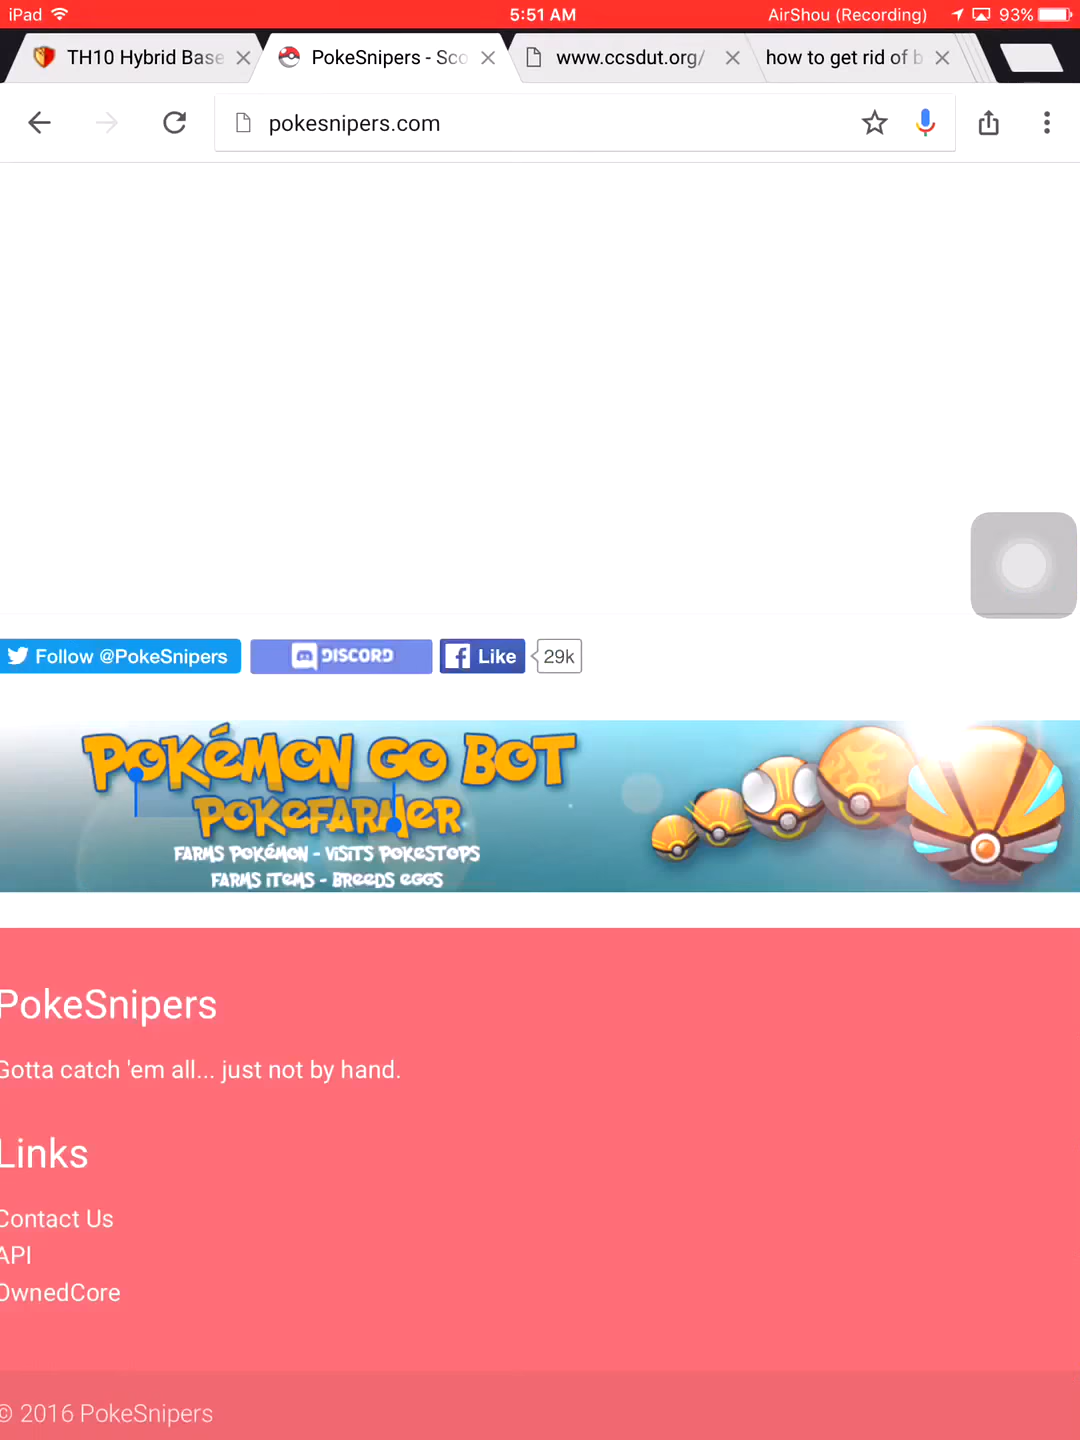 iPad 5:51 AM AirShou (Recording) 93%
TH10 Hybrid Base PokeSnipers - Sco www.ccsdut.org/ how to get rid of b
pokesnipers.com
Follow @PokeSnipers DISCORD Like 29k
POKéMON GO BOT
POKeFARMeR
FARMS POKéMON - ViSiTS POKeSTOPS
FARMS iTeMS - BReeDS eGGS
PokeSnipers
Gotta catch 'em all... just not by hand.
Links
Contact Us
API
OwnedCore
© 2016 PokeSnipers